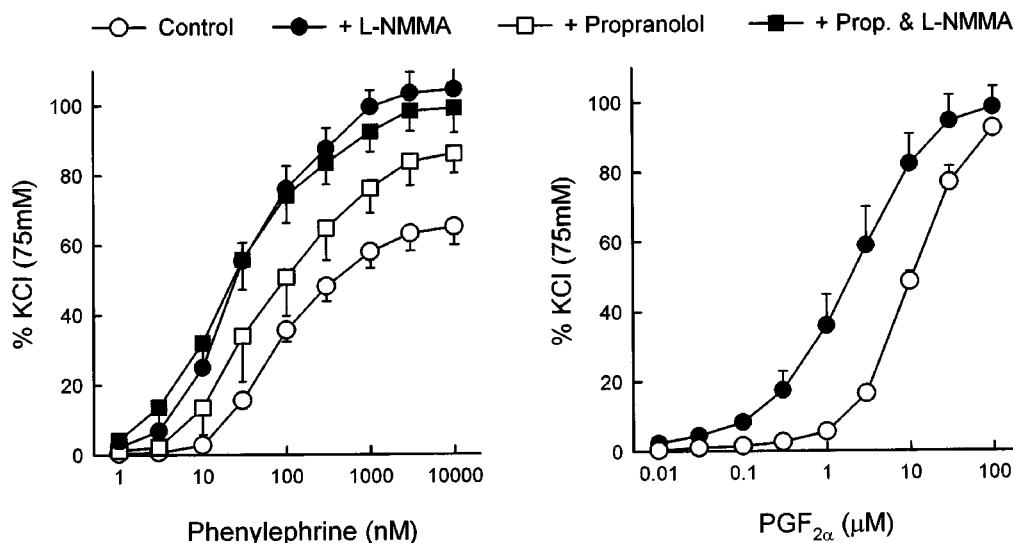 Control + L-NMMA + Propranolol + Prop. & L-NMMA
% KCl (75mM)
100
80
60
40
20
0
1 10 100 1000 10000
Phenylephrine (nM)
% KCl (75mM)
100
80
60
40
20
0
0.01 0.1 1 10 100
PGF2α (μM)